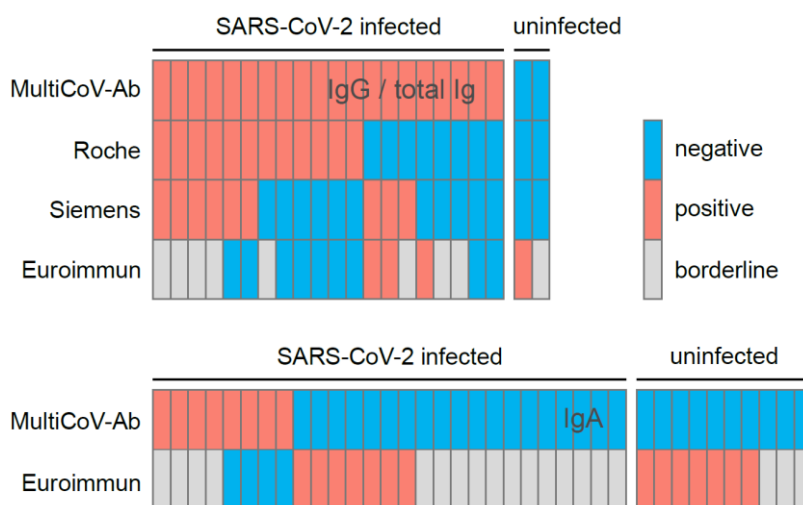 SARS-CoV-2 infected uninfected
MultiCoV-Ab IgG / total Ig
Roche negative
Siemens positive
Euroimmun borderline
SARS-CoV-2 infected uninfected
MultiCoV-Ab IgA
Euroimmun